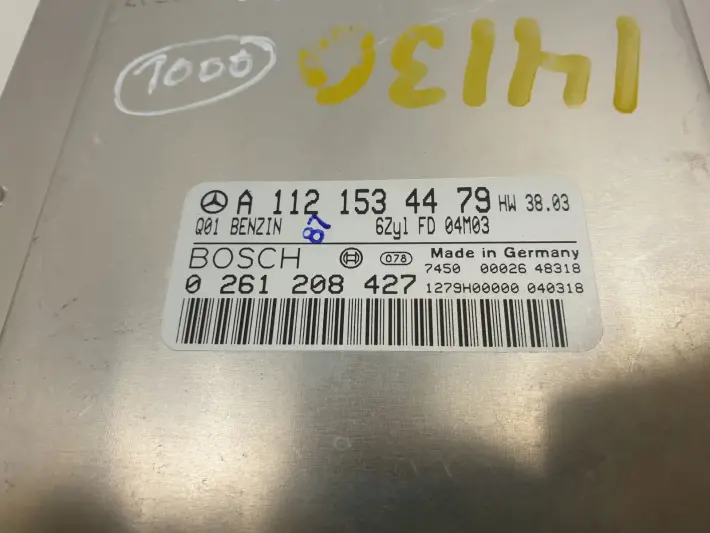 1000
14130
A 112 153 44 79 HW 38.03
Q01 BENZIN 6Zyl FD 04M03
87
BOSCH 078 Made in Germany
7450 00026 48318
0 261 208 427 1279H00000 040318